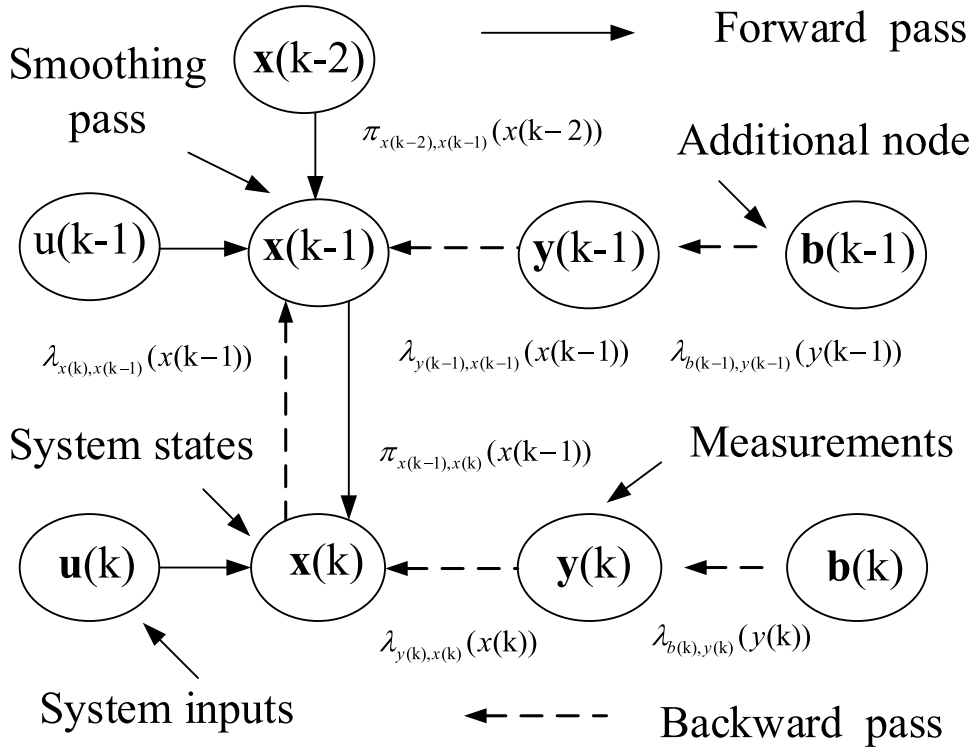 x(k-2)
Forward pass
Smoothing
pass
π_{x(k−2),x(k−1)}(x(k−2))
Additional node
u(k-1)
x(k-1)
y(k-1)
b(k-1)
λ_{x(k),x(k−1)}(x(k−1))
λ_{y(k−1),x(k−1)}(x(k−1))
λ_{b(k−1),y(k−1)}(y(k−1))
System states
Measurements
π_{x(k−1),x(k)}(x(k−1))
u(k)
x(k)
y(k)
b(k)
λ_{y(k),x(k)}(x(k))
λ_{b(k),y(k)}(y(k))
System inputs
Backward pass